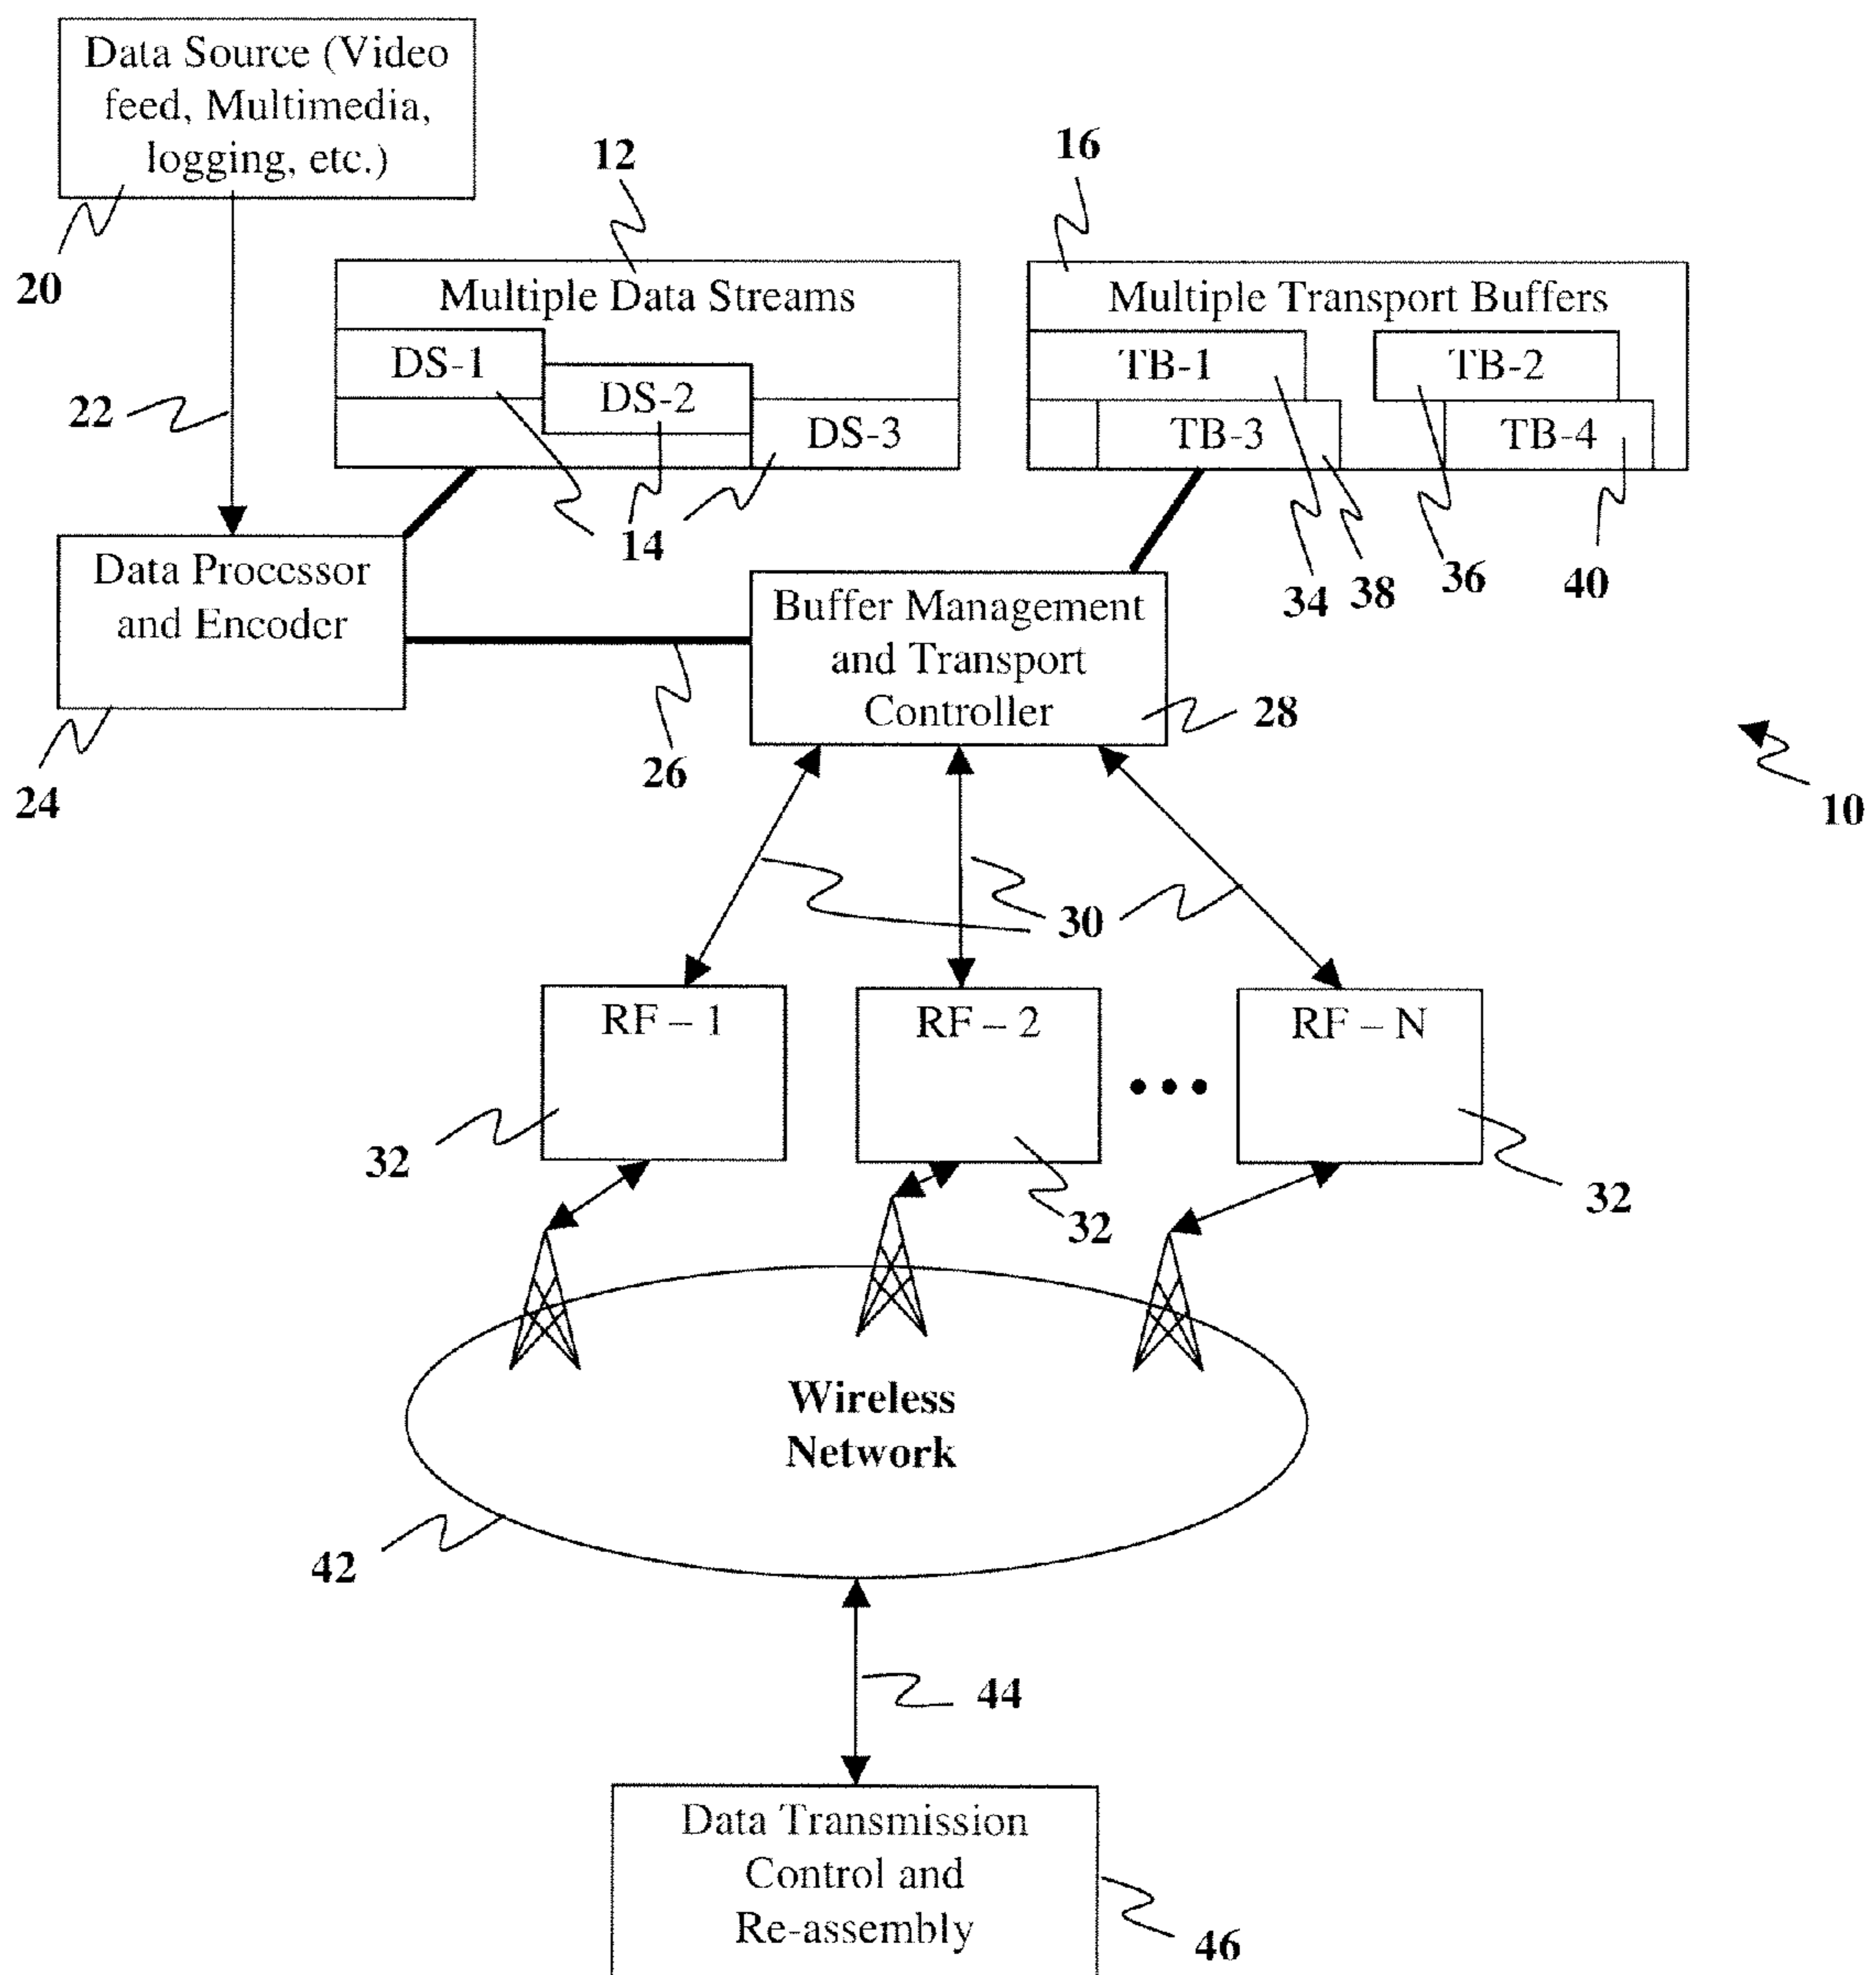 Data Source (Video
feed, Multimedia,
logging, etc.)
20
22
12
Multiple Data Streams
DS-1
DS-2
DS-3
14
16
Multiple Transport Buffers
TB-1
TB-2
TB-3
TB-4
34
38
36
40
Data Processor
and Encoder
24
26
Buffer Management
and Transport
Controller
28
10
30
RF – 1
RF – 2
RF – N
32
32
32
Wireless
Network
42
44
Data Transmission
Control and
Re-assembly
46